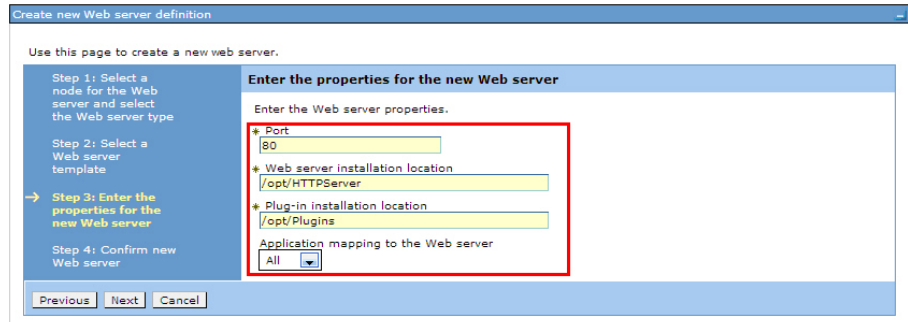 Create new Web server definition
Use this page to create a new web server.
Step 1: Select a
node for the Web
server and select
the Web server type
Step 2: Select a
Web server
template
Step 3: Enter the
properties for the
new Web server
Step 4: Confirm new
Web server
Enter the properties for the new Web server
Enter the Web server properties.
* Port
80
* Web server installation location
/opt/HTTPServer
* Plug-in installation location
/opt/Plugins
Application mapping to the Web server
All
Previous Next Cancel